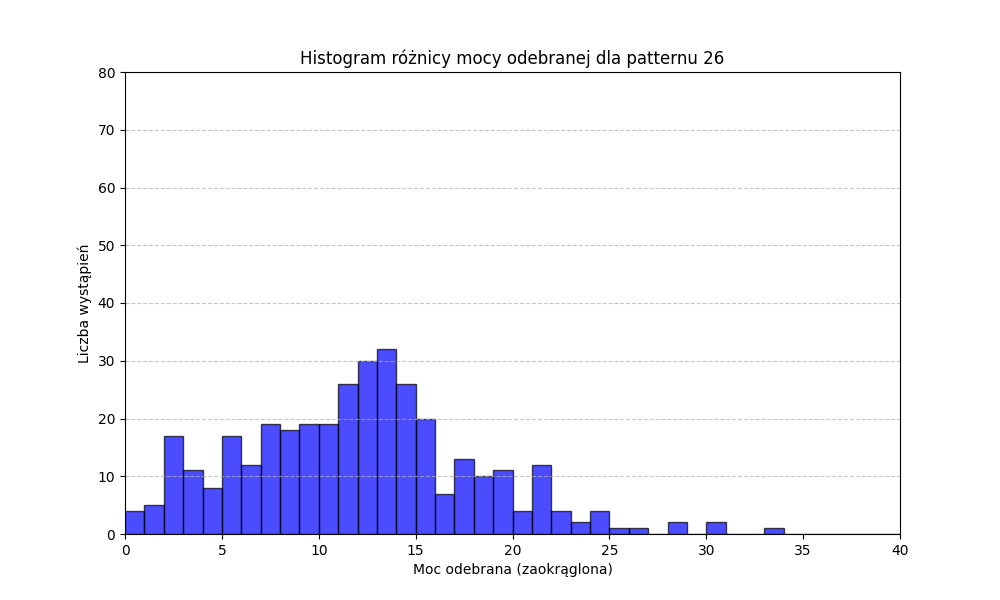 Histogram różnicy mocy odebranej dla patternu 26
80
70
60
50
40
30
20
10
0
Liczba wystąpień
0 5 10 15 20 25 30 35 40
Moc odebrana (zaokrąglona)